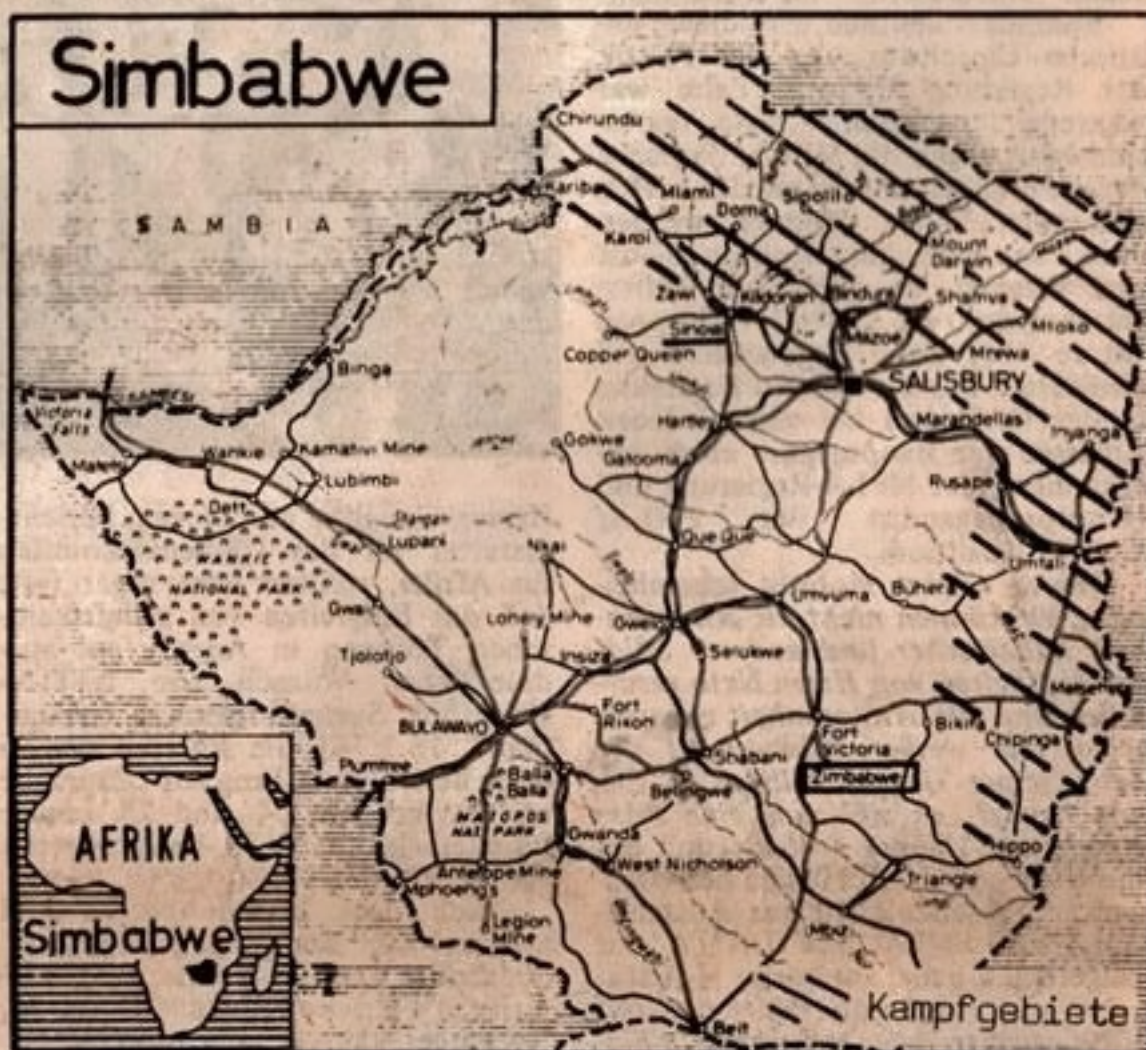 Simbabwe
SAMBIA
Chirundu
Kariba
Miami
Doma
Sipolilo
Karoi
Mount
Darwin
Zawi
Bindura
Shamva
Sinoia
Mazoe
Mtoko
Copper Queen
Mrewa
Binga
SALISBURY
Victoria
Falls
Hartley
Marandellas
Inyanga
Wankie
Kamativi Mine
Gokwe
Gatooma
Matetsi
Lubimbi
Rusape
Dett
Lupani
Nkai
Que Que
Umtali
WANKIE
NATIONAL PARK
Gwai
Buhera
Umvuma
Lonely Mine
Gwelo
Selukwe
Tjolotjo
Insiza
BULAWAYO
Fort
Rixon
Bikita
Chipinga
Fort
Victoria
Plumtree
Shabani
Balla
Balla
Belingwe
Zimbabwe
MATOPOS
NAT. PARK
AFRIKA
Gwanda
West Nicholson
Hippo
Antelope Mine
Triangle
Mphoengs
Simbabwe
Legion
Mine
Kampfgebiete
Beit